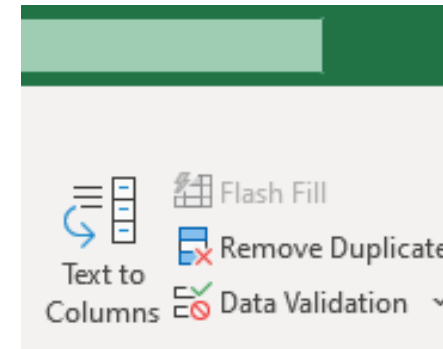 Flash Fill
Remove Duplicate
Text to
Columns
Data Validation